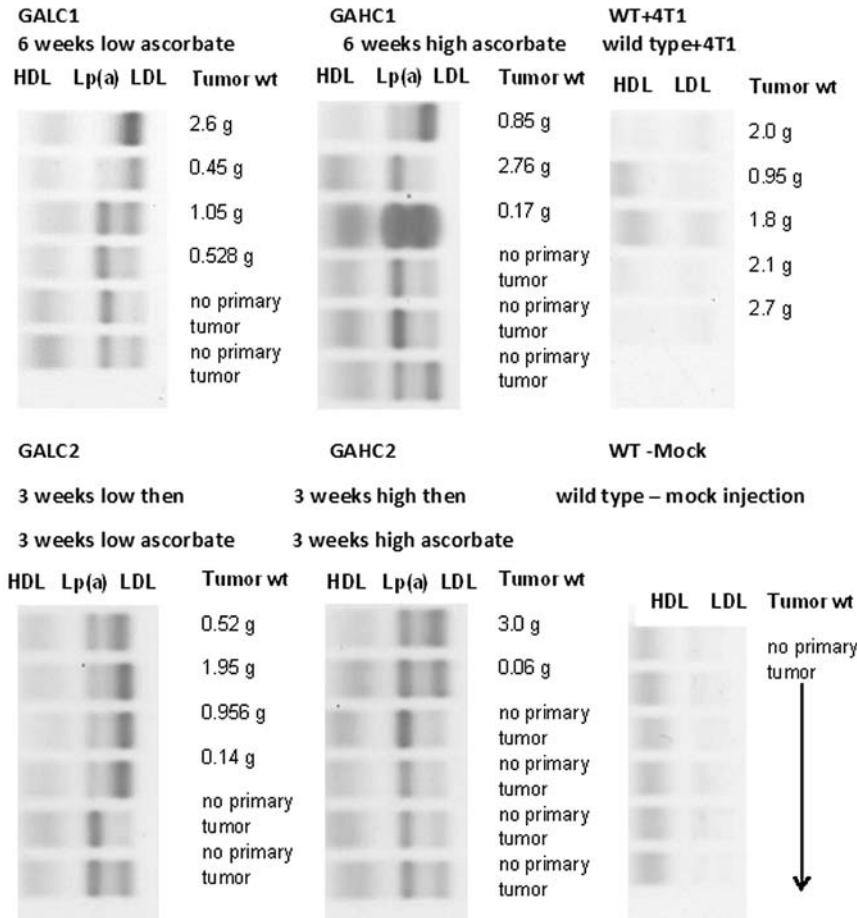 GALC1
6 weeks low ascorbate
HDL Lp(a) LDL Tumor wt
2.6 g
0.45 g
1.05 g
0.528 g
no primary
tumor
no primary
tumor
GAHC1
6 weeks high ascorbate
HDL Lp(a) LDL Tumor wt
0.85 g
2.76 g
0.17 g
no primary
tumor
no primary
tumor
no primary
tumor
WT+4T1
wild type+4T1
HDL LDL Tumor wt
2.0 g
0.95 g
1.8 g
2.1 g
2.7 g
GALC2
3 weeks low then
3 weeks low ascorbate
HDL Lp(a) LDL Tumor wt
0.52 g
1.95 g
0.956 g
0.14 g
no primary
tumor
no primary
tumor
GAHC2
3 weeks high then
3 weeks high ascorbate
HDL Lp(a) LDL Tumor wt
3.0 g
0.06 g
no primary
tumor
no primary
tumor
no primary
tumor
no primary
tumor
WT -Mock
wild type – mock injection
HDL LDL Tumor wt
no primary
tumor